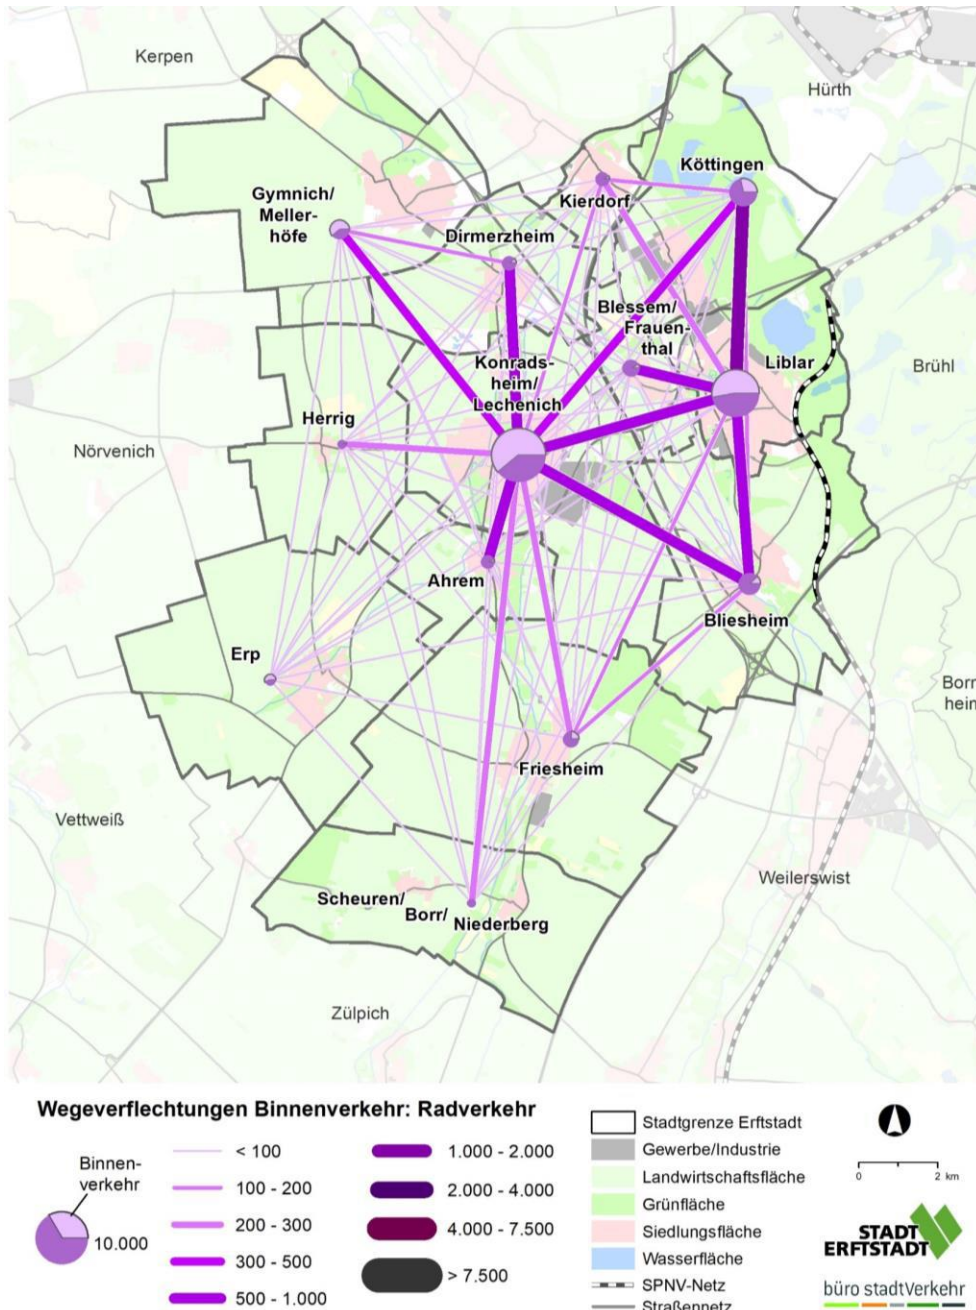 Kerpen
Hürth
Köttingen
Gymnich/
Meller-
höfe
Kierdorf
Dirmerzheim
Blessem/
Frauen-
thal
Konrads-
heim/
Lechenich
Liblar
Brühl
Herrig
Nörvenich
Ahrem
Bliesheim
Erp
Born
heim
Friesheim
Vettweiß
Weilerswist
Scheuren/
Borr/
Niederberg
Zülpich
Wegeverflechtungen Binnenverkehr: Radverkehr
Binnen-
verkehr
10.000
< 100
100 - 200
200 - 300
300 - 500
500 - 1.000
1.000 - 2.000
2.000 - 4.000
4.000 - 7.500
> 7.500
Stadtgrenze Erftstadt
Gewerbe/Industrie
Landwirtschaftsfläche
Grünfläche
Siedlungsfläche
Wasserfläche
SPNV-Netz
Straßennetz
0 2 km
STADT
ERFTSTADT
büro stadtVerkehr